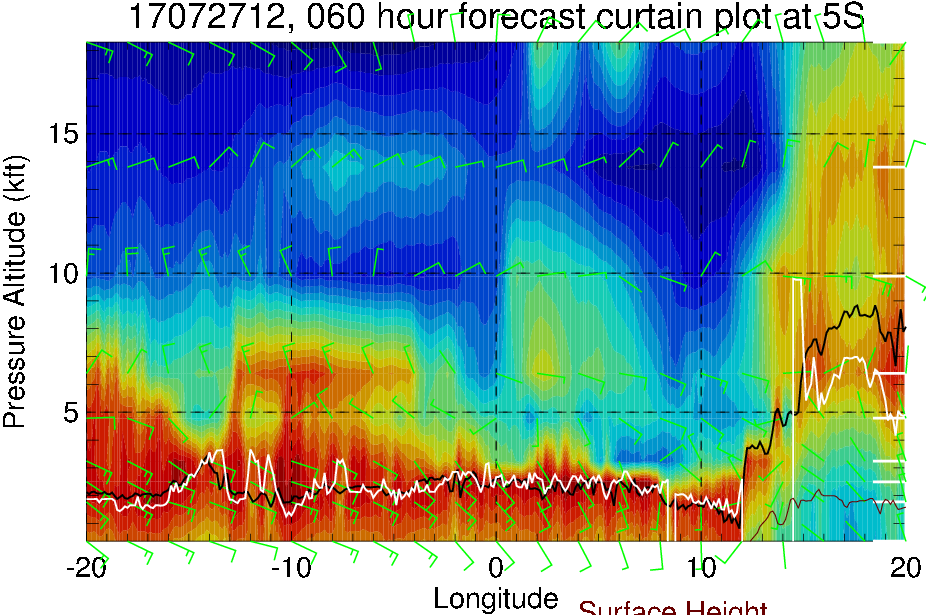 17072712, 060 hour forecast curtain plot at 5S
15
10
5
Pressure Altitude (kft)
-20 -10 0 10 20
Longitude
Surface Height